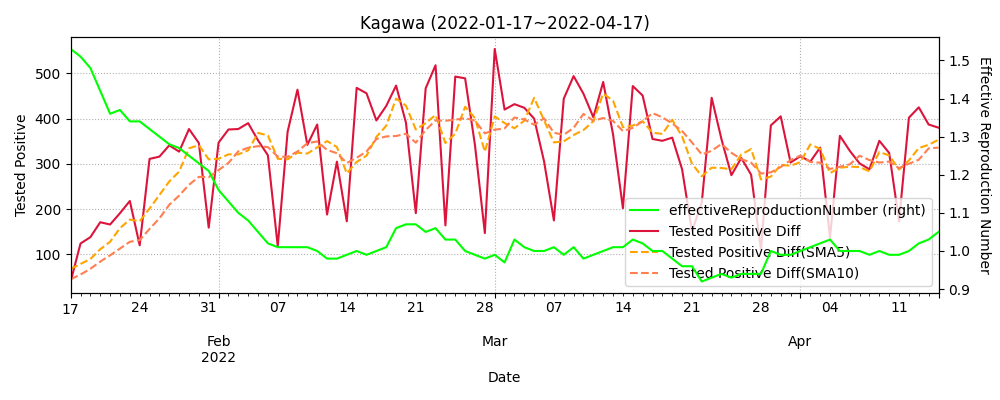 Kagawa (2022-01-17~2022-04-17)
Tested Positive
500
400
300
200
100
1.5
1.4
1.3
1.2
1.1
1.0
0.9
Effective Reproduction Number
effectiveReproductionNumber (right)
Tested Positive Diff
Tested Positive Diff(SMA5)
Tested Positive Diff(SMA10)
17 24 31 07 14 21 28 07 14 21 28 04 11
Feb Mar Apr
2022
Date